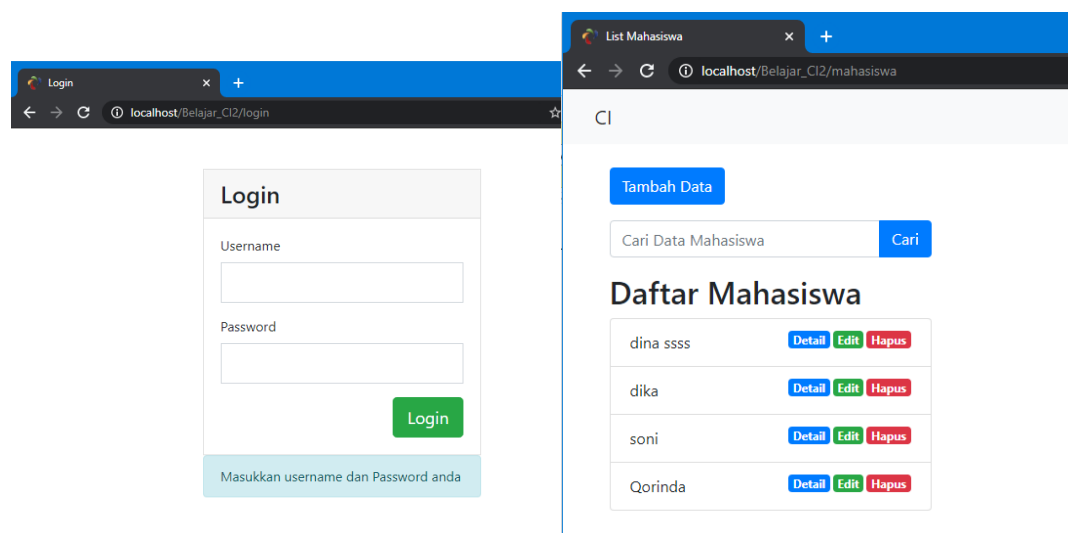 Login
localhost/Belajar_CI2/login
Login
Username
Password
Login
Masukkan username dan Password anda
List Mahasiswa
localhost/Belajar_CI2/mahasiswa
CI
Tambah Data
Cari Data Mahasiswa Cari
Daftar Mahasiswa
dina ssss Detail Edit Hapus
dika Detail Edit Hapus
soni Detail Edit Hapus
Qorinda Detail Edit Hapus